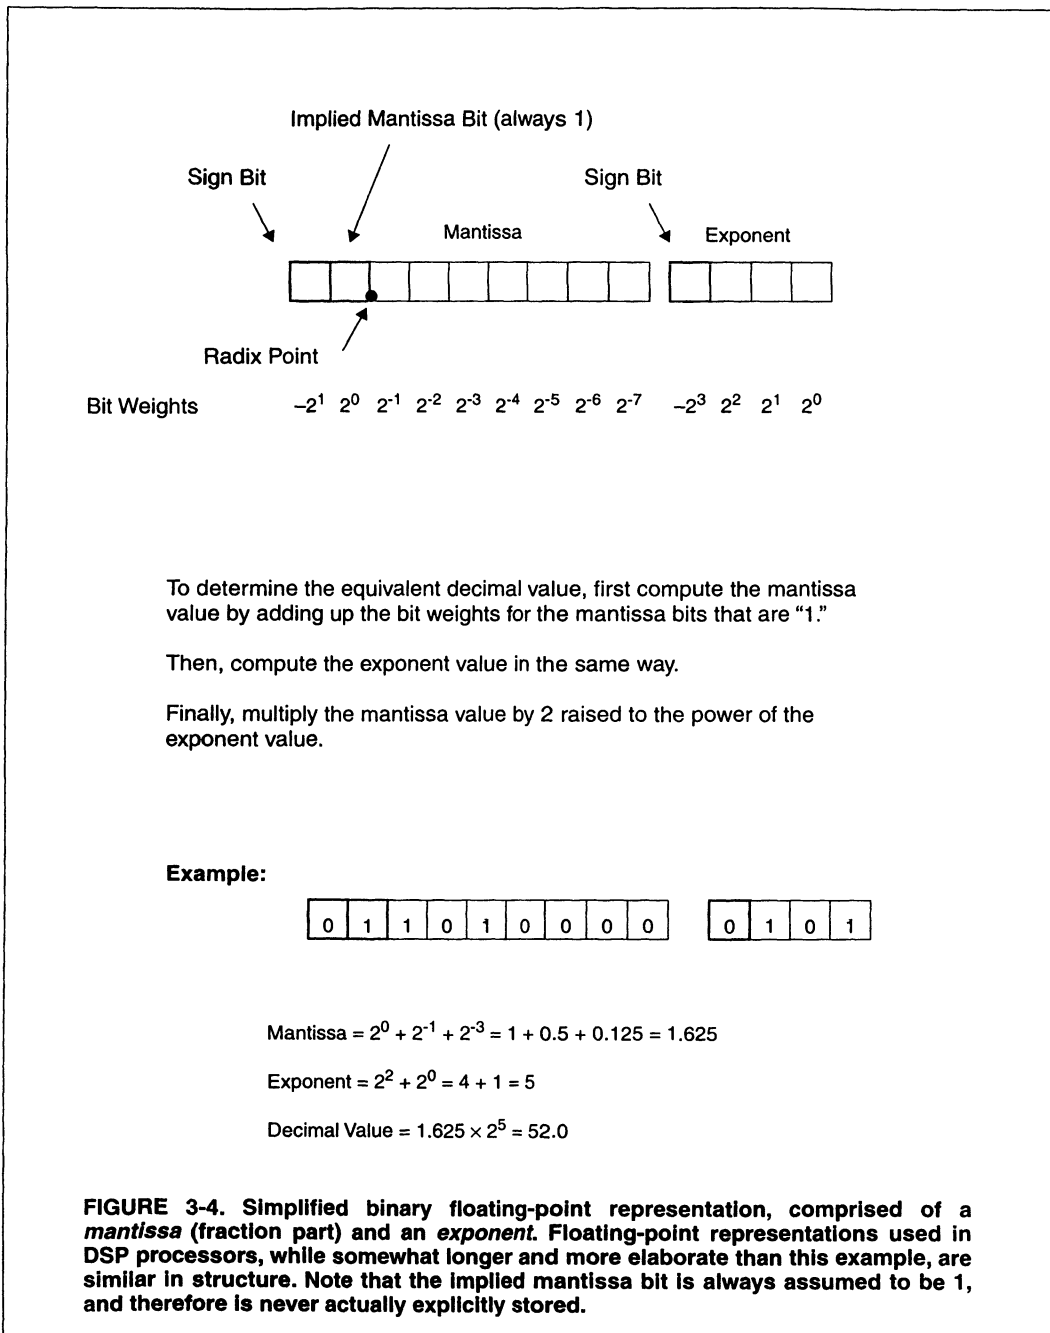 Implied Mantissa Bit (always 1)
Sign Bit
Sign Bit
Mantissa
Exponent
Radix Point
Bit Weights –2¹ 2⁰ 2⁻¹ 2⁻² 2⁻³ 2⁻⁴ 2⁻⁵ 2⁻⁶ 2⁻⁷ –2³ 2² 2¹ 2⁰
To determine the equivalent decimal value, first compute the mantissa
value by adding up the bit weights for the mantissa bits that are “1.”
Then, compute the exponent value in the same way.
Finally, multiply the mantissa value by 2 raised to the power of the
exponent value.
Example:
0 1 1 0 1 0 0 0 0 0 1 0 1
Mantissa = 2⁰ + 2⁻¹ + 2⁻³ = 1 + 0.5 + 0.125 = 1.625
Exponent = 2² + 2⁰ = 4 + 1 = 5
Decimal Value = 1.625 × 2⁵ = 52.0
FIGURE 3-4. Simplified binary floating-point representation, comprised of a
mantissa (fraction part) and an exponent. Floating-point representations used in
DSP processors, while somewhat longer and more elaborate than this example, are
similar in structure. Note that the implied mantissa bit is always assumed to be 1,
and therefore is never actually explicitly stored.